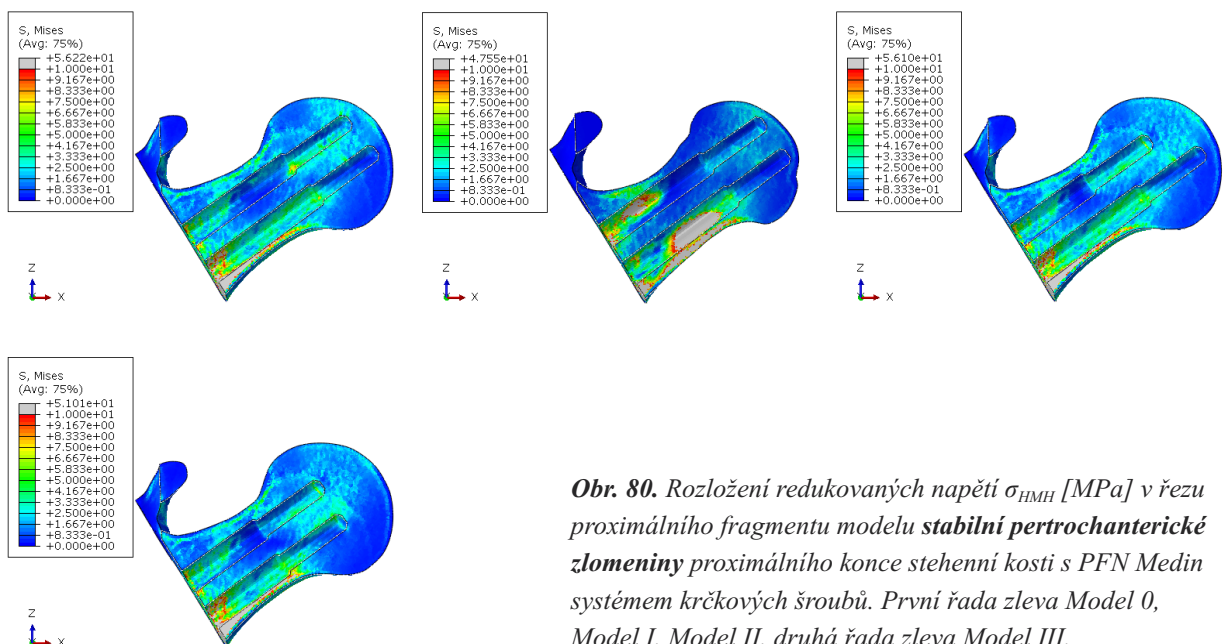 S, Mises
(Avg: 75%)
+5.622e+01
+1.000e+01
+9.167e+00
+8.333e+00
+7.500e+00
+6.667e+00
+5.833e+00
+5.000e+00
+4.167e+00
+3.333e+00
+2.500e+00
+1.667e+00
+8.333e-01
+0.000e+00
Z
Y
X
S, Mises
(Avg: 75%)
+4.755e+01
+1.000e+01
+9.167e+00
+8.333e+00
+7.500e+00
+6.667e+00
+5.833e+00
+5.000e+00
+4.167e+00
+3.333e+00
+2.500e+00
+1.667e+00
+8.333e-01
+0.000e+00
Z
Y
X
S, Mises
(Avg: 75%)
+5.610e+01
+1.000e+01
+9.167e+00
+8.333e+00
+7.500e+00
+6.667e+00
+5.833e+00
+5.000e+00
+4.167e+00
+3.333e+00
+2.500e+00
+1.667e+00
+8.333e-01
+0.000e+00
Z
Y
X
S, Mises
(Avg: 75%)
+5.101e+01
+1.000e+01
+9.167e+00
+8.333e+00
+7.500e+00
+6.667e+00
+5.833e+00
+5.000e+00
+4.167e+00
+3.333e+00
+2.500e+00
+1.667e+00
+8.333e-01
+0.000e+00
Z
Y
X
Obr. 80. Rozložení redukovaných napětí σHMH [MPa] v řezu
proximálního fragmentu modelu stabilní pertrochanterické
zlomeniny proximálního konce stehenní kosti s PFN Medin
systémem krčkových šroubů. První řada zleva Model 0,
Model I, Model II, druhá řada zleva Model III.